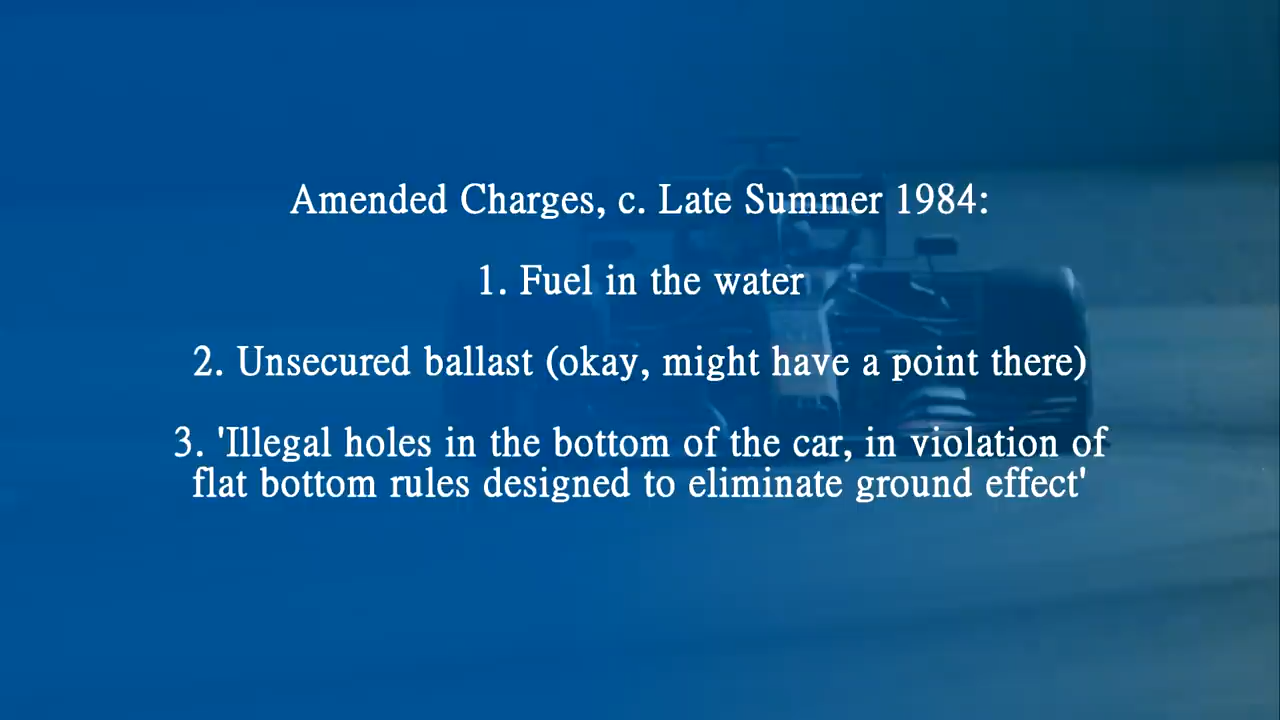 Amended Charges, c. Late Summer 1984:
1. Fuel in the water
2. Unsecured ballast (okay, might have a point there)
3. 'Illegal holes in the bottom of the car, in violation of
flat bottom rules designed to eliminate ground effect'